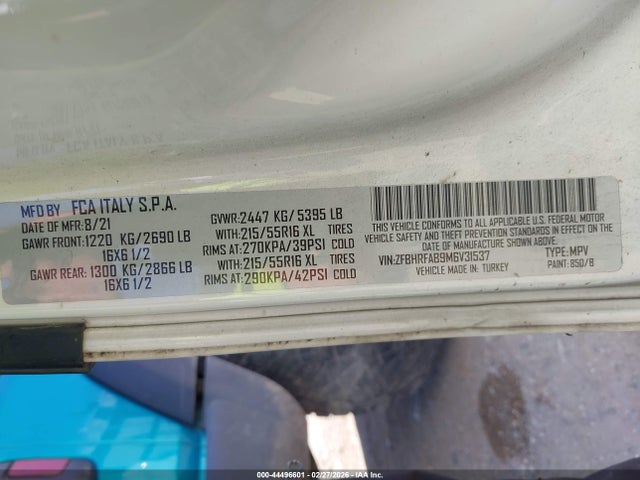 MFD BY FCA ITALY S.P.A.
DATE OF MFR: 8/21
GAWR FRONT: 1220 KG/2690 LB
16X6 1/2
GAWR REAR: 1300 KG/2866 LB
16X6 1/2
GVWR: 2447 KG/5395 LB
WITH: 215/55R16 XL TIRES
RIMS AT: 270KPA/39PSI COLD
WITH: 215/55R16 XL TIRES
RIMS AT: 290KPA/42PSI COLD
THIS VEHICLE CONFORMS TO ALL APPLICABLE U.S.A. FEDERAL MOTOR
VEHICLE SAFETY AND THEFT PREVENTION STANDARDS
IN EFFECT ON THE DATE OF MANUFACTURE SHOWN ABOVE.
VIN: ZFBHRFAB9M6V31537 TYPE: MPV
VEHICLE MADE IN: TURKEY PAINT: 850/B
000-44496601 - 02/27/2026 - IAA Corp.